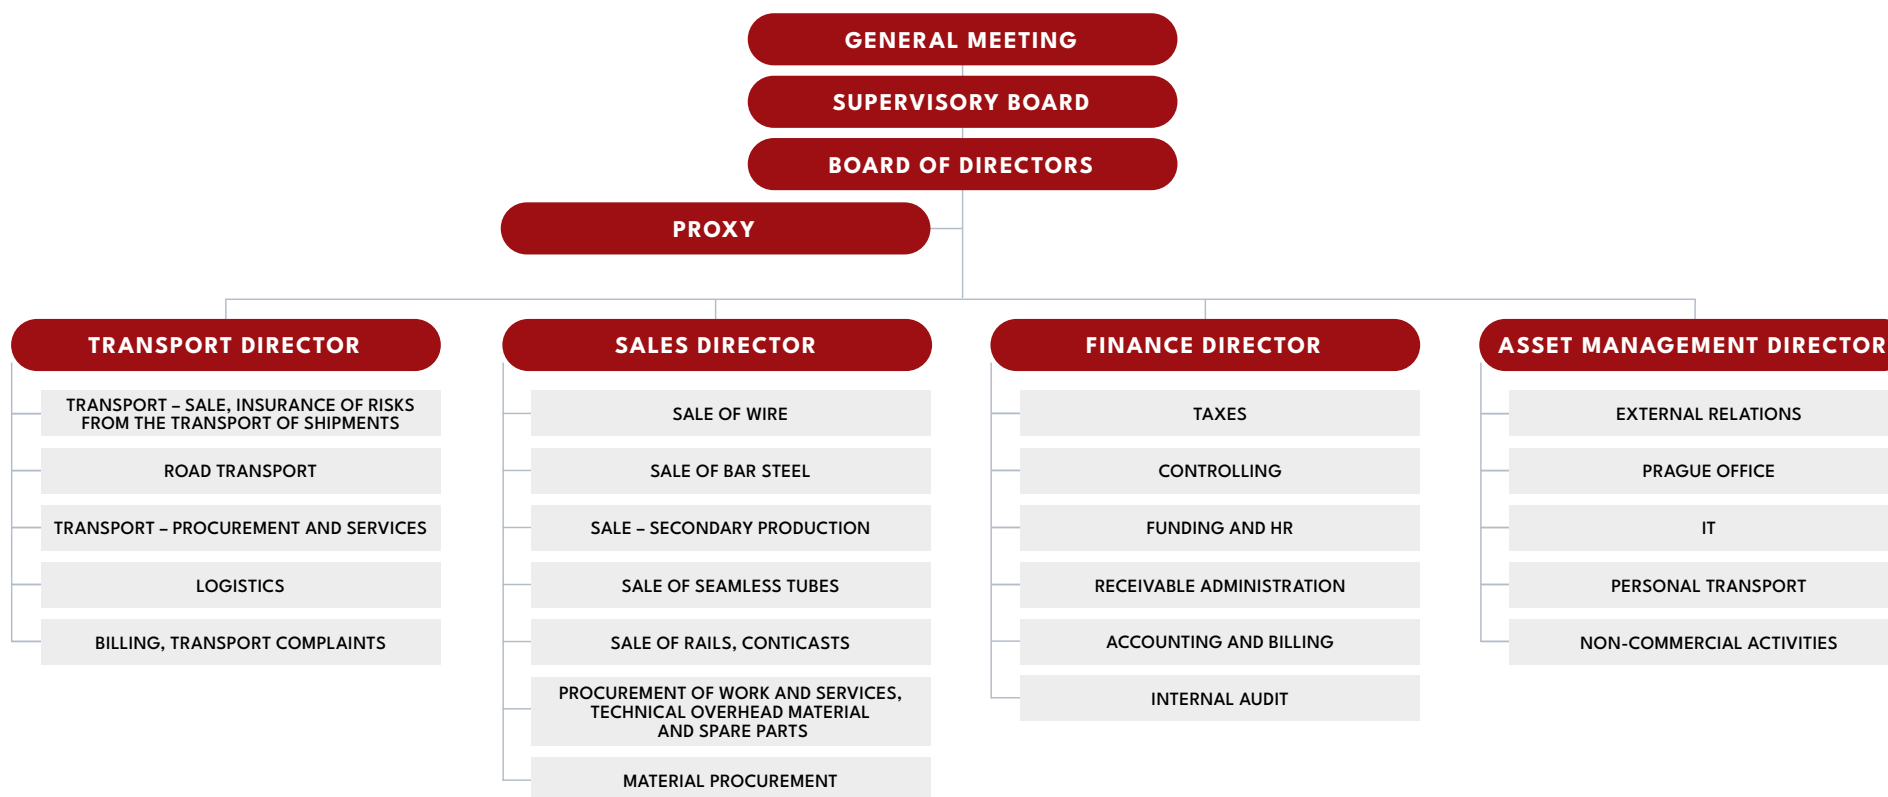 GENERAL MEETING
SUPERVISORY BOARD
BOARD OF DIRECTORS
PROXY
TRANSPORT DIRECTOR
TRANSPORT – SALE, INSURANCE OF RISKS
FROM THE TRANSPORT OF SHIPMENTS
ROAD TRANSPORT
TRANSPORT – PROCUREMENT AND SERVICES
LOGISTICS
BILLING, TRANSPORT COMPLAINTS
SALES DIRECTOR
SALE OF WIRE
SALE OF BAR STEEL
SALE – SECONDARY PRODUCTION
SALE OF SEAMLESS TUBES
SALE OF RAILS, CONTICASTS
PROCUREMENT OF WORK AND SERVICES,
TECHNICAL OVERHEAD MATERIAL
AND SPARE PARTS
MATERIAL PROCUREMENT
FINANCE DIRECTOR
TAXES
CONTROLLING
FUNDING AND HR
RECEIVABLE ADMINISTRATION
ACCOUNTING AND BILLING
INTERNAL AUDIT
ASSET MANAGEMENT DIRECTOR
EXTERNAL RELATIONS
PRAGUE OFFICE
IT
PERSONAL TRANSPORT
NON-COMMERCIAL ACTIVITIES